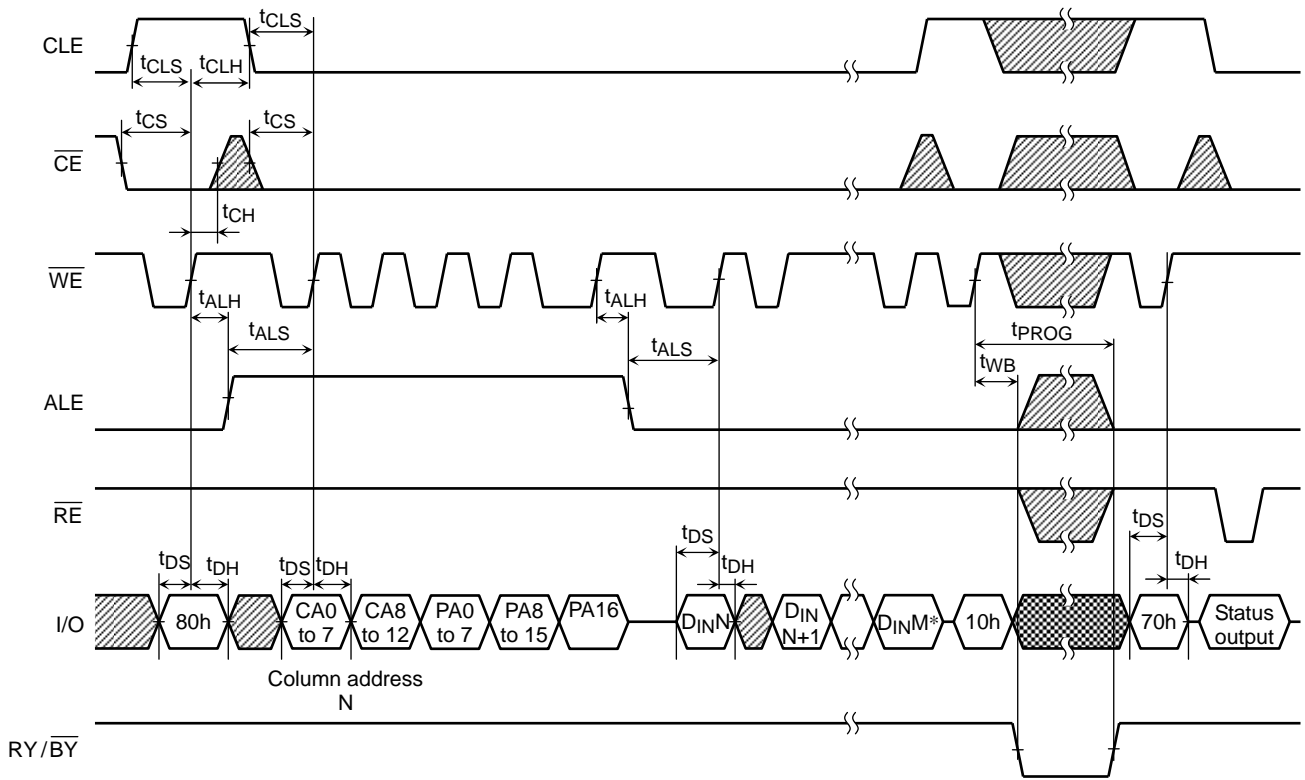 CLE
tCLS
tCLS
tCLH
CE
tCS
tCS
tCH
WE
tALH
tALS
tALH
tALS
tPROG
tWB
ALE
RE
tDS
tDH
tDS
tDH
tDS
tDH
tDS
tDH
I/O
80h
CA0
to 7
CA8
to 12
PA0
to 7
PA8
to 15
PA16
DINN
DIN
N+1
DINM*
10h
70h
Status
output
Column address
N
RY/BY